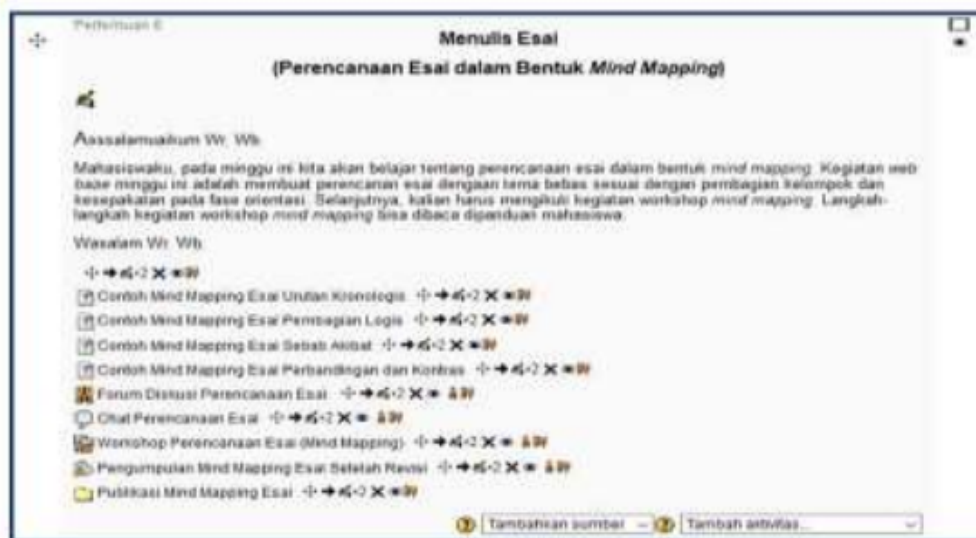 Pertemuan 6
Menulis Esai
(Perencanaan Esai dalam Bentuk Mind Mapping)
Asssalamuaikum Wr. Wb.
Mahasiswaku, pada minggu ini kita akan belajar tentang perencanaan esai dalam bentuk mind mapping. Kegiatan web
base minggu ini adalah membuat perencanan esai dengaan tema bebas sesuai dengan pembagian kelompok dan
kesepakatan pada fase orientasi. Selanjutnya, kalian harus mengikuti kegiatan workshop mind mapping. Langkah-
langkah kegiatan workshop mind mapping bisa dibaca dipanduan mahasiswa.
Wasalam Wr. Wb.
Contoh Mind Mapping Esai Urutan Kronologis
Contoh Mind Mapping Esai Pembagian Logis
Contoh Mind Mapping Esai Sebab Akibat
Contoh Mind Mapping Esai Perbandingan dan Kontras
Forum Diskusi Perencanaan Esai
Chat Perencanaan Esai
Workshop Perencanaan Esai (Mind Mapping)
Pengumpulan Mind Mapping Esai Setelah Revisi
Publikasi Mind Mapping Esai
Tambahkan sumber... Tambah aktivitas...